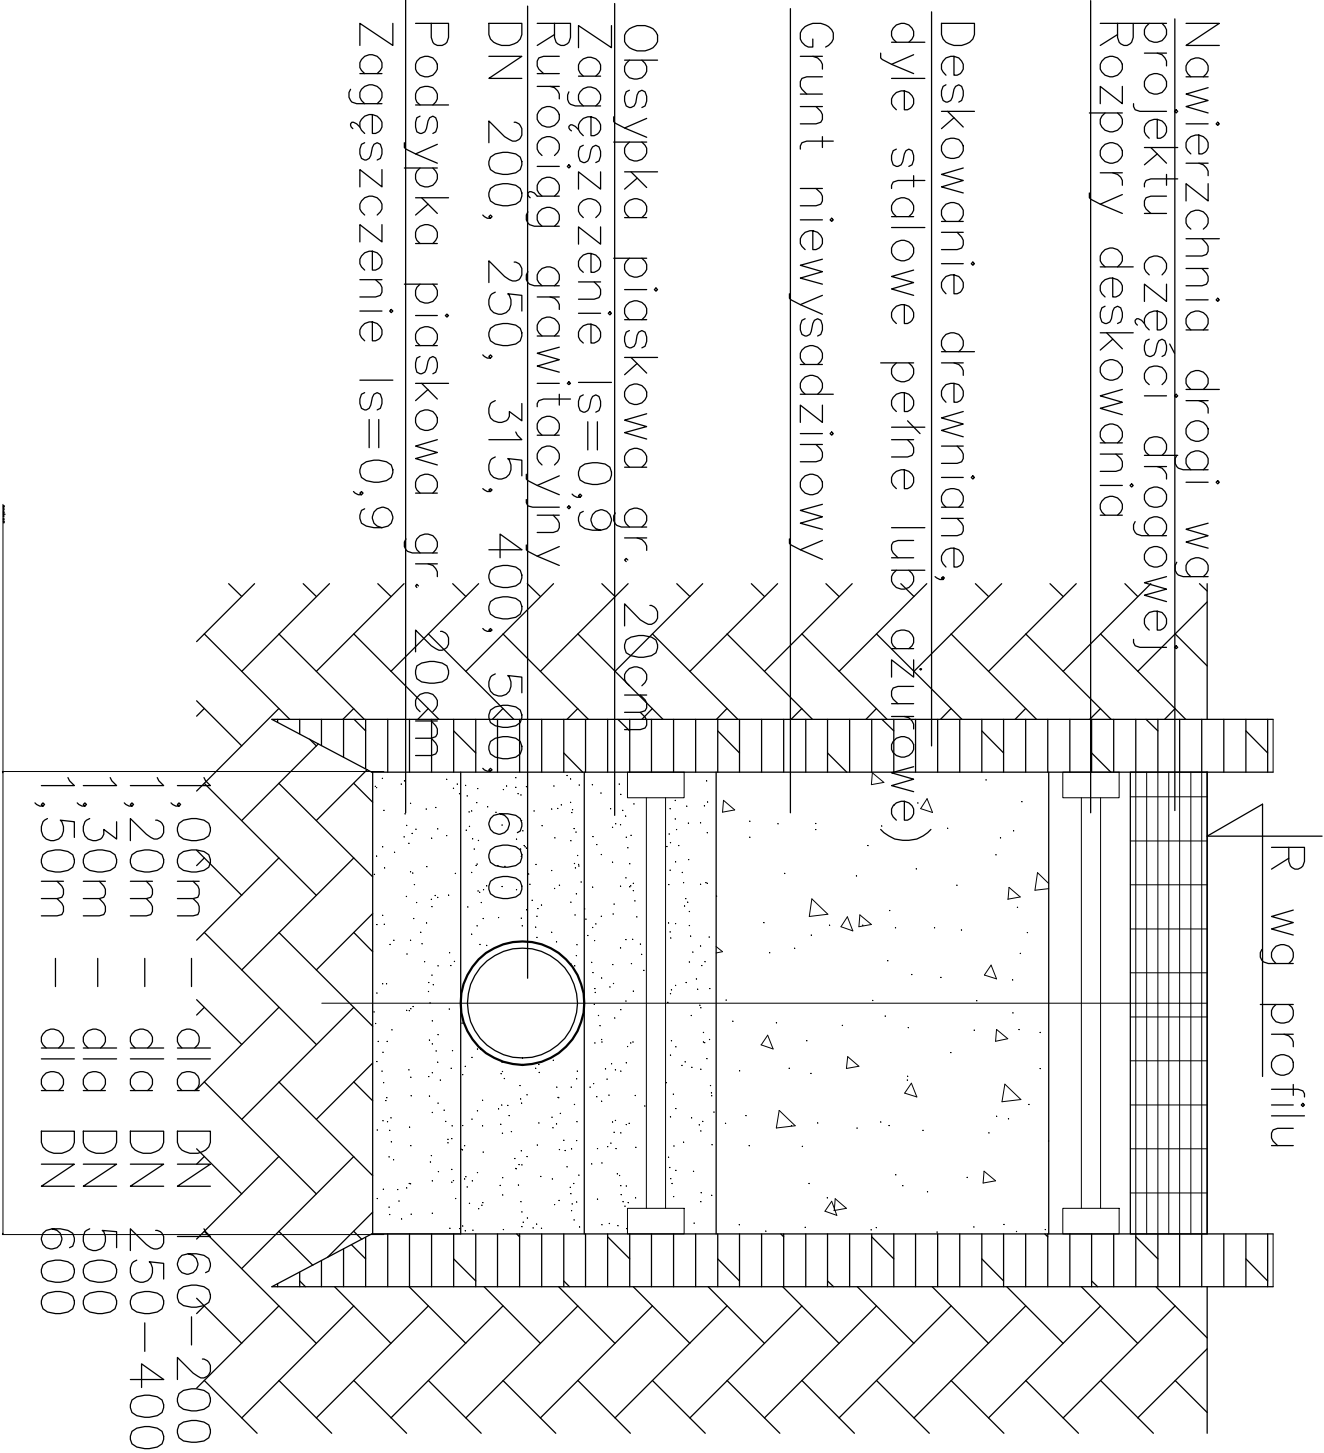 R wg profilu
Nawierzchnia drogi wg
projektu części drogowej
Rozpory deskowania
Deskowanie drewniane,
dyle stalowe pełne lub ażurowe)
Grunt niewysadzinowy
Obsypka piaskowa gr. 20cm
Zagęszczenie Is=0,9
Rurociąg grawitacyjny
DN 200, 250, 315, 400, 500, 600
Podsypka piaskowa gr. 20cm
Zagęszczenie Is=0,9
1,00m – dla DN 160–200
1,20m – dla DN 250–400
1,30m – dla DN 500
1,50m – dla DN 600